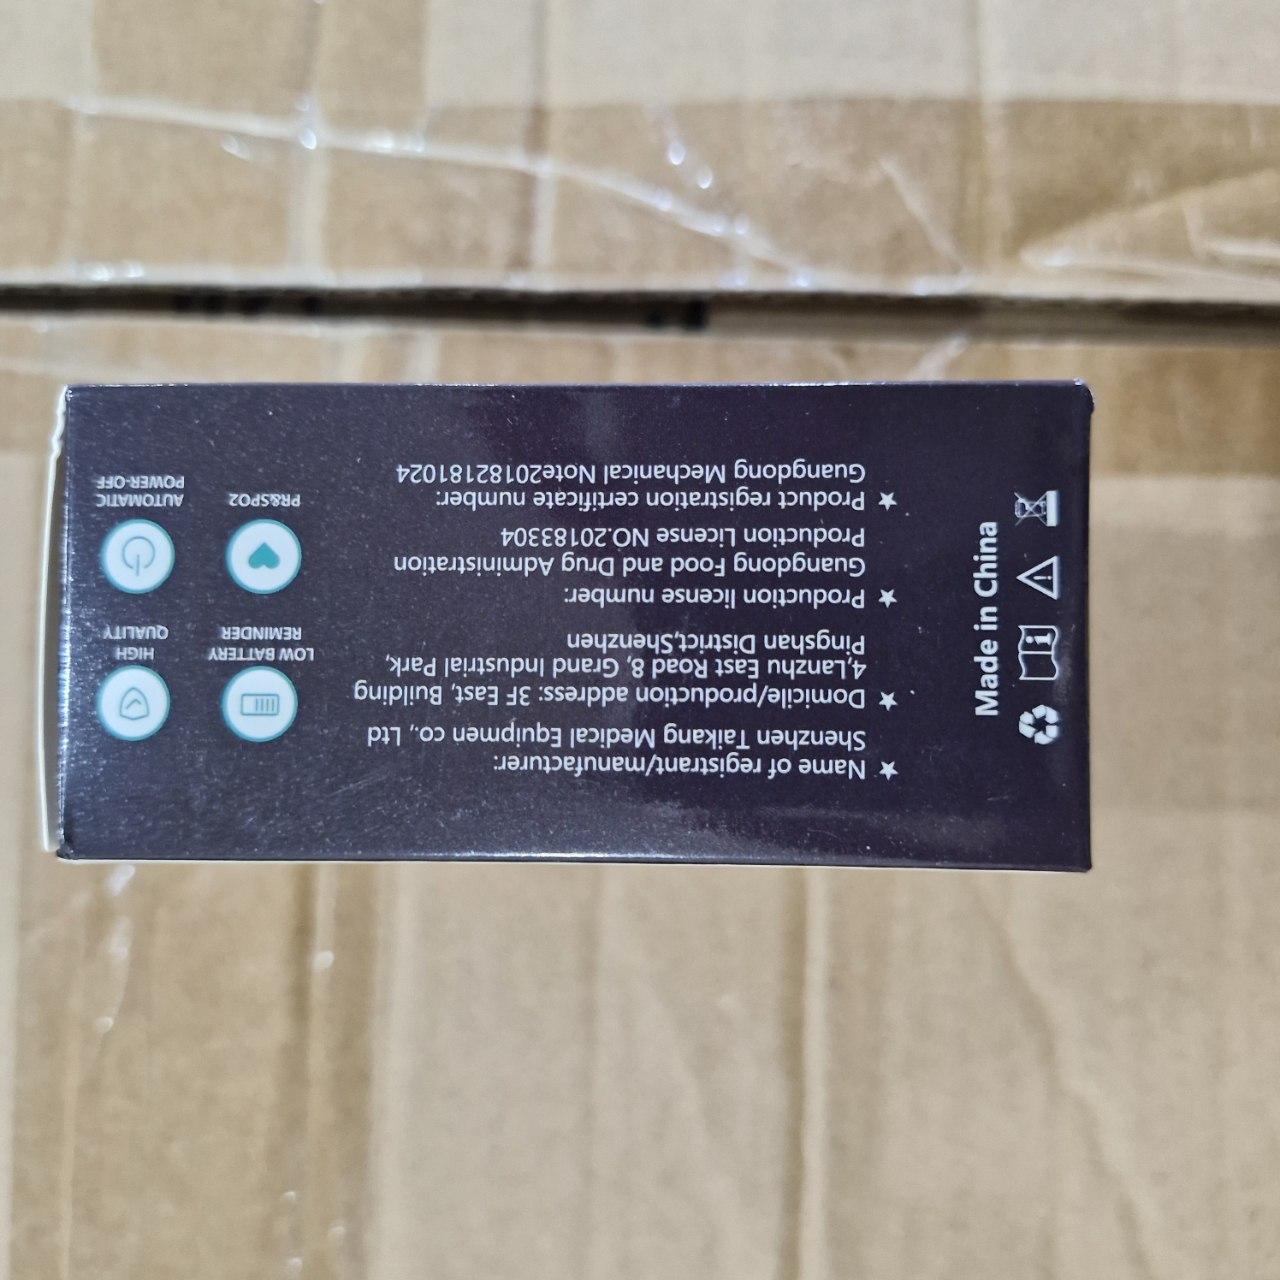 ★ Name of registrant/manufacturer:
Shenzhen Taikang Medical Equipmen co., Ltd
★ Domicile/production address: 3F East, Building
4,Lanzhu East Road 8, Grand Industrial Park,
Pingshan District,Shenzhen
★ Production license number:
Guangdong Food and Drug Administration
Production License NO.20183304
★ Product registration certificate number:
Guangdong Mechanical Note20182181024
LOW BATTERY
REMINDER
HIGH
QUALITY
PR&SPO2
AUTOMATIC
POWER-OFF
Made in China